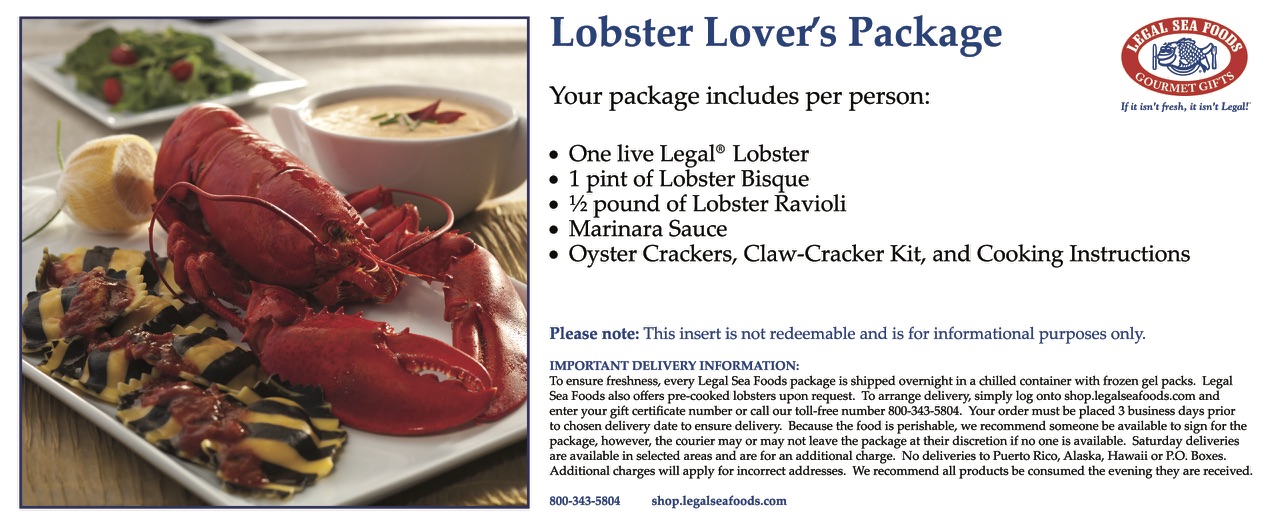 Lobster Lover's Package
LEGAL SEA FOODS
GOURMET GIFTS
If it isn't fresh, it isn't Legal!
Your package includes per person:
• One live Legal® Lobster
• 1 pint of Lobster Bisque
• ½ pound of Lobster Ravioli
• Marinara Sauce
• Oyster Crackers, Claw-Cracker Kit, and Cooking Instructions
Please note: This insert is not redeemable and is for informational purposes only.
IMPORTANT DELIVERY INFORMATION:
To ensure freshness, every Legal Sea Foods package is shipped overnight in a chilled container with frozen gel packs. Legal
Sea Foods also offers pre-cooked lobsters upon request. To arrange delivery, simply log onto shop.legalseafoods.com and
enter your gift certificate number or call our toll-free number 800-343-5804. Your order must be placed 3 business days prior
to chosen delivery date to ensure delivery. Because the food is perishable, we recommend someone be available to sign for the
package, however, the courier may or may not leave the package at their discretion if no one is available. Saturday deliveries
are available in selected areas and are for an additional charge. No deliveries to Puerto Rico, Alaska, Hawaii or P.O. Boxes.
Additional charges will apply for incorrect addresses. We recommend all products be consumed the evening they are received.
800-343-5804 shop.legalseafoods.com